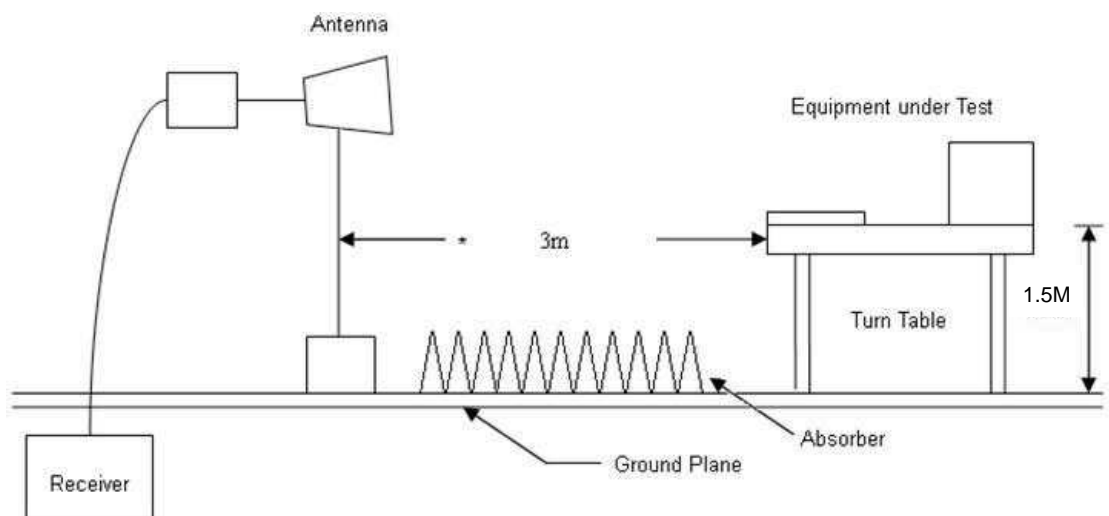 Antenna
Equipment under Test
* 3m
1.5M
Turn Table
Absorber
Ground Plane
Receiver